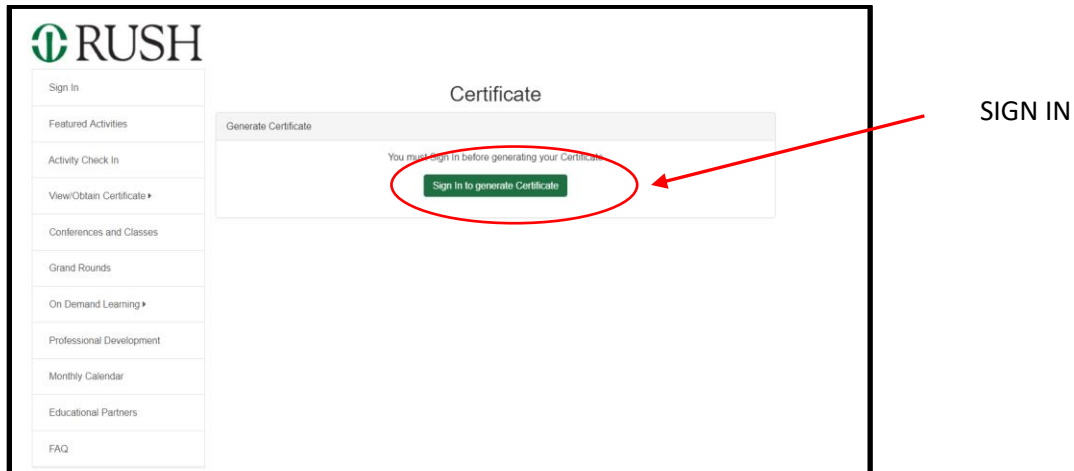 RUSH
Sign In
Featured Activities
Activity Check In
View/Obtain Certificate
Conferences and Classes
Grand Rounds
On Demand Learning
Professional Development
Monthly Calendar
Educational Partners
FAQ
Certificate
Generate Certificate
You must Sign In before generating your Certificate
Sign In to generate Certificate
SIGN IN